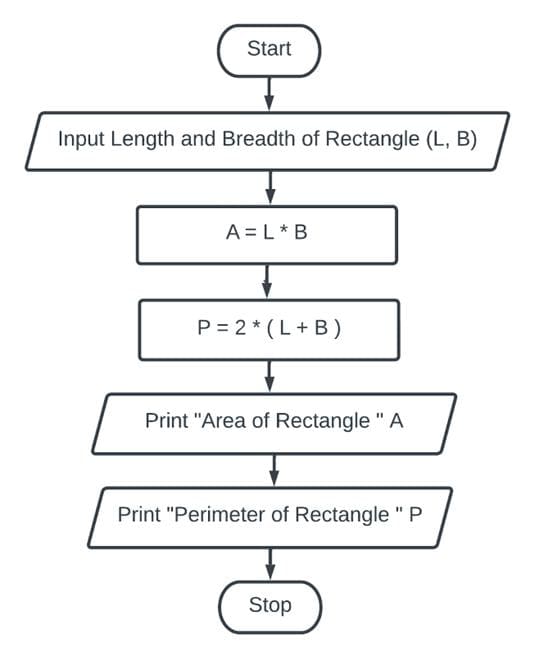 Start
Input Length and Breadth of Rectangle (L, B)
A = L * B
P = 2 * ( L + B )
Print "Area of Rectangle " A
Print "Perimeter of Rectangle " P
Stop